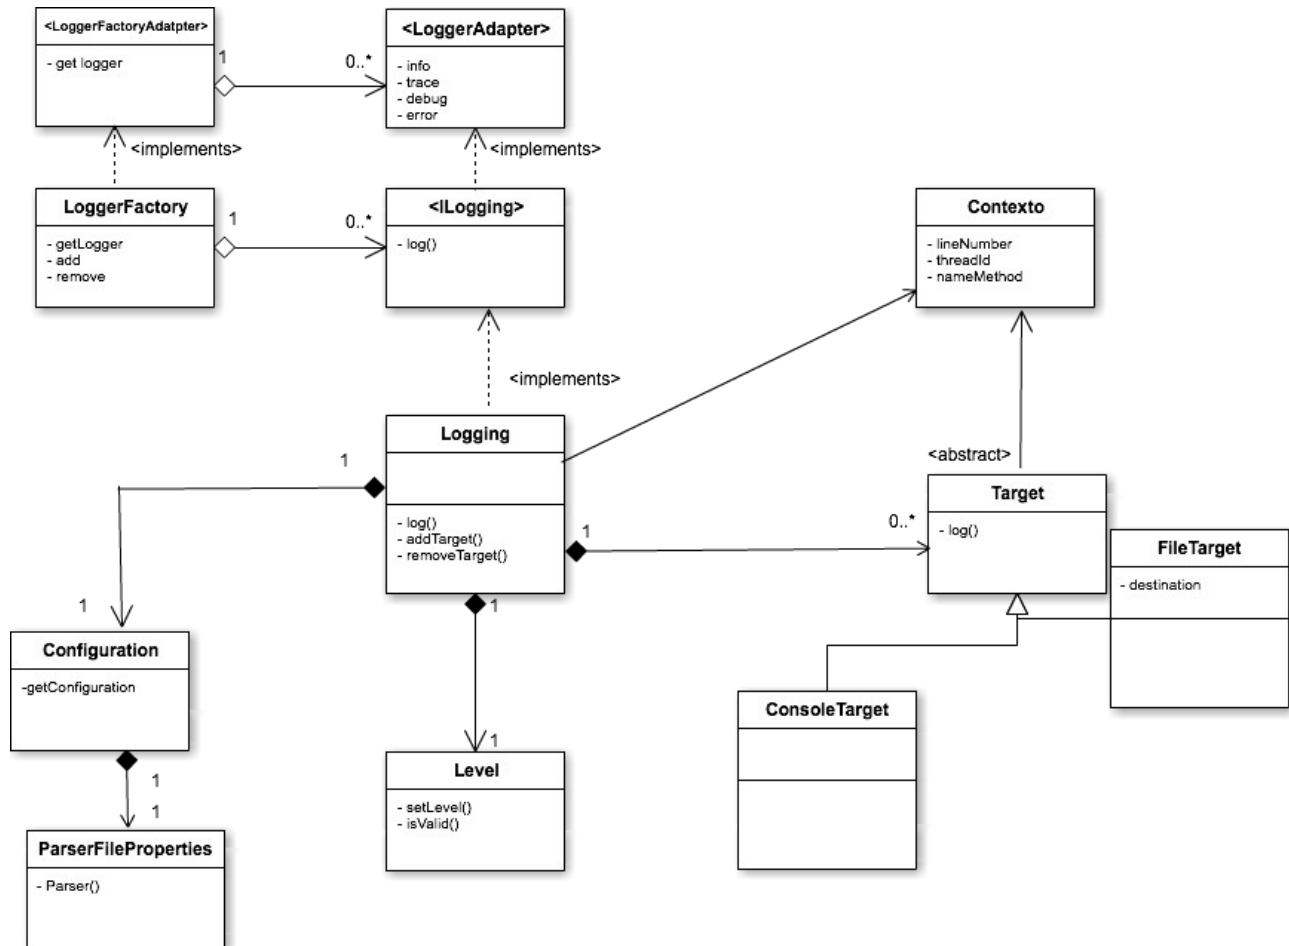 <LoggerFactoryAdatpter>
- get logger
1
0..*
<LoggerAdapter>
- info
- trace
- debug
- error
<implements>
<implements>
LoggerFactory
- getLogger
- add
- remove
1
0..*
<ILogging>
- log()
Contexto
- lineNumber
- threadId
- nameMethod
<implements>
Logging
- log()
- addTarget()
- removeTarget()
1
1
1
0..*
<abstract>
Target
- log()
FileTarget
- destination
1
Configuration
-getConfiguration
1
1
ParserFileProperties
- Parser()
1
Level
- setLevel()
- isValid()
ConsoleTarget